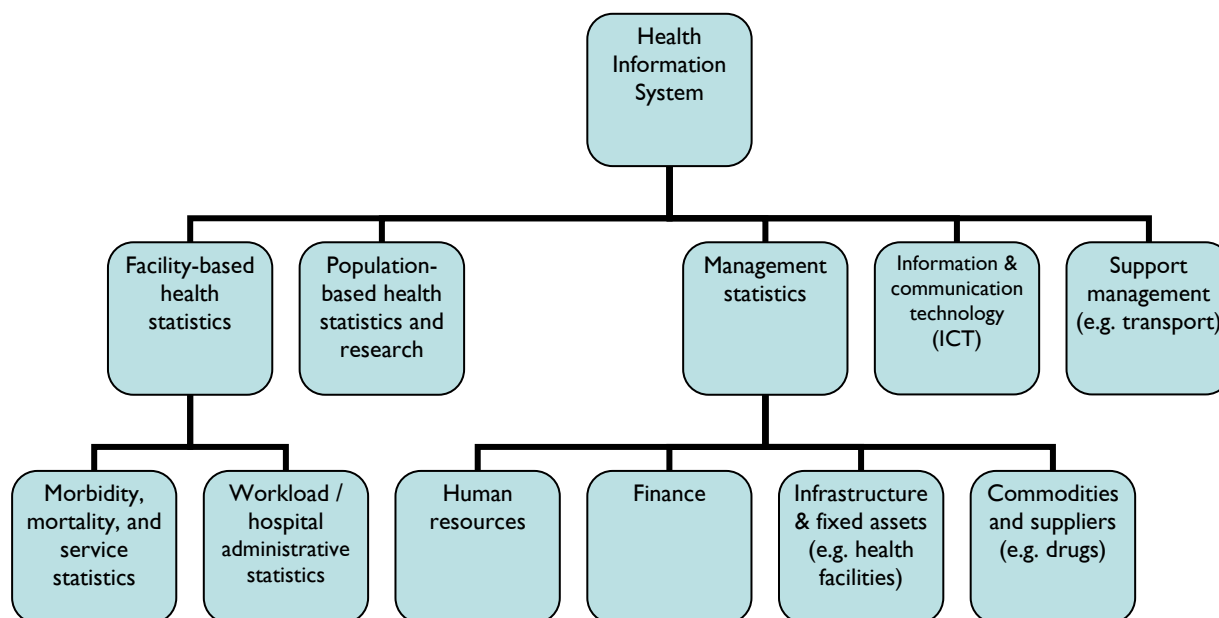 Health
Information
System
Facility-based
health
statistics
Population-
based health
statistics and
research
Management
statistics
Information &
communication
technology
(ICT)
Support
management
(e.g. transport)
Morbidity,
mortality, and
service
statistics
Workload /
hospital
administrative
statistics
Human
resources
Finance
Infrastructure
& fixed assets
(e.g. health
facilities)
Commodities
and suppliers
(e.g. drugs)